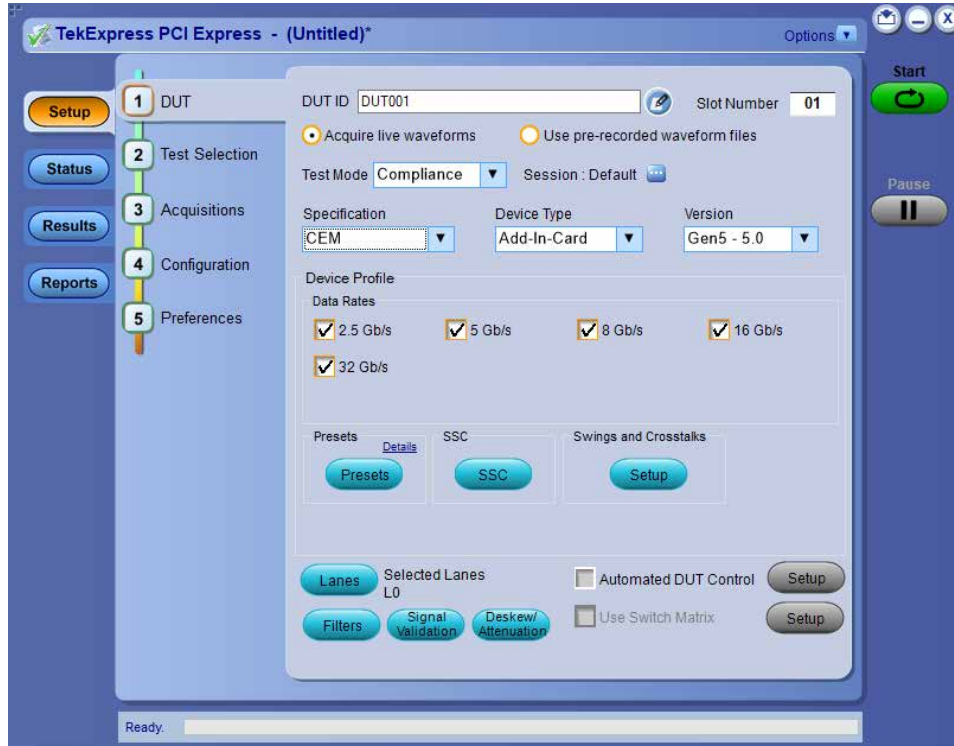 TekExpress PCI Express - (Untitled)*
Options
Start
Pause
Setup
Status
Results
Reports
1 DUT
2 Test Selection
3 Acquisitions
4 Configuration
5 Preferences
DUT ID DUT001 Slot Number 01
Acquire live waveforms Use pre-recorded waveform files
Test Mode Compliance Session : Default
Specification Device Type Version
CEM Add-In-Card Gen5 - 5.0
Device Profile
Data Rates
2.5 Gb/s 5 Gb/s 8 Gb/s 16 Gb/s
32 Gb/s
Presets Details SSC Swings and Crosstalks
Presets SSC Setup
Lanes Selected Lanes
L0
Automated DUT Control Setup
Filters Signal Validation Deskew/ Attenuation Use Switch Matrix Setup
Ready.